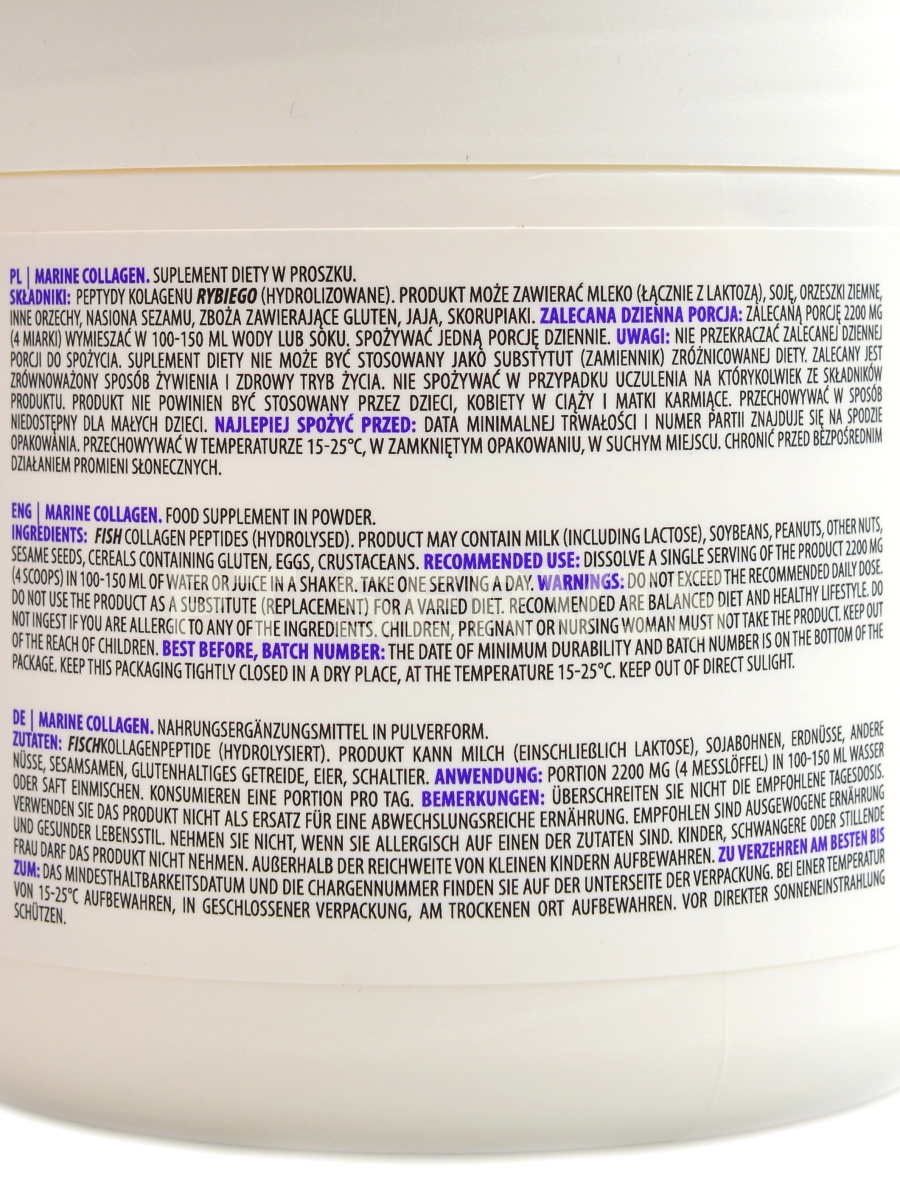 PL | MARINE COLLAGEN. SUPLEMENT DIETY W PROSZKU.
SKŁADNIKI: PEPTYDY KOLAGENU RYBIEGO (HYDROLIZOWANE). PRODUKT MOŻE ZAWIERAĆ MLEKO (ŁĄCZNIE Z LAKTOZĄ), SOJĘ, ORZESZKI ZIEMNE,
INNE ORZECHY, NASIONA SEZAMU, ZBOŻA ZAWIERAJĄCE GLUTEN, JAJA, SKORUPIAKI. ZALECANA DZIENNA PORCJA: ZALECANĄ PORCJĘ 2200 MG
(4 MIARKI) WYMIESZAĆ W 100-150 ML WODY LUB SOKU. SPOŻYWAĆ JEDNĄ PORCJĘ DZIENNIE. UWAGI: NIE PRZEKRACZAĆ ZALECANEJ DZIENNEJ
PORCJI DO SPOŻYCIA. SUPLEMENT DIETY NIE MOŻE BYĆ STOSOWANY JAKO SUBSTYTUT (ZAMIENNIK) ZRÓŻNICOWANEJ DIETY. ZALECANY JEST
ZRÓWNOWAŻONY SPOSÓB ŻYWIENIA I ZDROWY TRYB ŻYCIA. NIE SPOŻYWAĆ W PRZYPADKU UCZULENIA NA KTÓRYKOLWIEK ZE SKŁADNIKÓW
PRODUKTU. PRODUKT NIE POWINIEN BYĆ STOSOWANY PRZEZ DZIECI, KOBIETY W CIĄŻY I MATKI KARMIĄCE. PRZECHOWYWAĆ W SPOSÓB
NIEDOSTĘPNY DLA MAŁYCH DZIECI. NAJLEPIEJ SPOŻYĆ PRZED: DATA MINIMALNEJ TRWAŁOŚCI I NUMER PARTII ZNAJDUJE SIĘ NA SPODZIE
OPAKOWANIA. PRZECHOWYWAĆ W TEMPERATURZE 15-25°C, W ZAMKNIĘTYM OPAKOWANIU, W SUCHYM MIEJSCU. CHRONIĆ PRZED BEZPOŚREDNIM
DZIAŁANIEM PROMIENI SŁONECZNYCH.
ENG | MARINE COLLAGEN. FOOD SUPPLEMENT IN POWDER.
INGREDIENTS: FISH COLLAGEN PEPTIDES (HYDROLYSED). PRODUCT MAY CONTAIN MILK (INCLUDING LACTOSE), SOYBEANS, PEANUTS, OTHER NUTS,
SESAME SEEDS, CEREALS CONTAINING GLUTEN, EGGS, CRUSTACEANS. RECOMMENDED USE: DISSOLVE A SINGLE SERVING OF THE PRODUCT 2200 MG
(4 SCOOPS) IN 100-150 ML OF WATER OR JUICE IN A SHAKER. TAKE ONE SERVING A DAY. WARNINGS: DO NOT EXCEED THE RECOMMENDED DAILY DOSE.
DO NOT USE THE PRODUCT AS A SUBSTITUTE (REPLACEMENT) FOR A VARIED DIET. RECOMMENDED ARE BALANCED DIET AND HEALTHY LIFESTYLE. DO
NOT INGEST IF YOU ARE ALLERGIC TO ANY OF THE INGREDIENTS. CHILDREN, PREGNANT OR NURSING WOMAN MUST NOT TAKE THE PRODUCT. KEEP OUT
OF THE REACH OF CHILDREN. BEST BEFORE, BATCH NUMBER: THE DATE OF MINIMUM DURABILITY AND BATCH NUMBER IS ON THE BOTTOM OF THE
PACKAGE. KEEP THIS PACKAGING TIGHTLY CLOSED IN A DRY PLACE, AT THE TEMPERATURE 15-25°C. KEEP OUT OF DIRECT SULIGHT.
DE | MARINE COLLAGEN. NAHRUNGSERGÄNZUNGSMITTEL IN PULVERFORM.
ZUTATEN: FISCHKOLLAGENPEPTIDE (HYDROLYSIERT). PRODUKT KANN MILCH (EINSCHLIEẞLICH LAKTOSE), SOJABOHNEN, ERDNÜSSE, ANDERE
NÜSSE, SESAMSAMEN, GLUTENHALTIGES GETREIDE, EIER, SCHALTIER. ANWENDUNG: PORTION 2200 MG (4 MESSLÖFFEL) IN 100-150 ML WASSER
ODER SAFT EINMISCHEN. KONSUMIEREN EINE PORTION PRO TAG. BEMERKUNGEN: ÜBERSCHREITEN SIE NICHT DIE EMPFOHLENE TAGESDOSIS.
VERWENDEN SIE DAS PRODUKT NICHT ALS ERSATZ FÜR EINE ABWECHSLUNGSREICHE ERNÄHRUNG. EMPFOHLEN SIND AUSGEWOGENE ERNÄHRUNG
UND GESUNDER LEBENSSTIL. NEHMEN SIE NICHT, WENN SIE ALLERGISCH AUF EINEN DER ZUTATEN SIND. KINDER, SCHWANGERE ODER STILLENDE
FRAU DARF DAS PRODUKT NICHT NEHMEN. AUẞERHALB DER REICHWEITE VON KLEINEN KINDERN AUFBEWAHREN. ZU VERZEHREN AM BESTEN BIS
ZUM: DAS MINDESTHALTBARKEITSDATUM UND DIE CHARGENNUMMER FINDEN SIE AUF DER UNTERSEITE DER VERPACKUNG. BEI EINER TEMPERATUR
VON 15-25°C AUFBEWAHREN, IN GESCHLOSSENER VERPACKUNG, AM TROCKENEN ORT AUFBEWAHREN. VOR DIREKTER SONNENEINSTRAHLUNG
SCHÜTZEN.